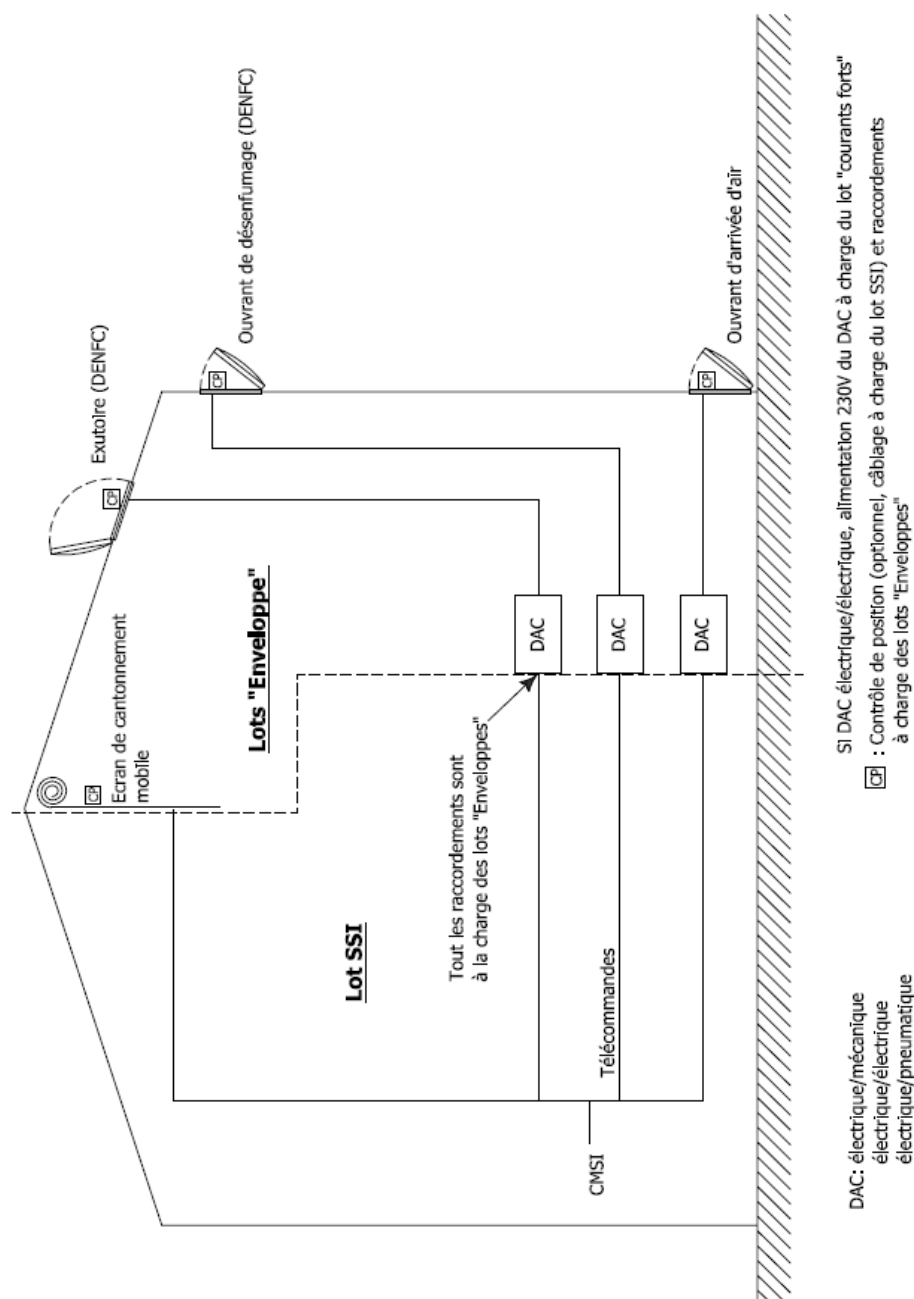 Exutoire (DENFC)
CP
Ouvrant de désenfumage (DENFC)
CP
CP
Ecran de cantonnement
mobile
Lots "Enveloppe"
Lot SSI
Tout les raccordements sont
à la charge des lots "Enveloppes"
DAC
DAC
DAC
Télécommandes
CMSI
CP
Ouvrant d'arrivée d'air
DAC: électrique/mécanique
électrique/électrique
électrique/pneumatique
SI DAC électrique/électrique, alimentation 230V du DAC à charge du lot "courants forts"
CP : Contrôle de position (optionnel, câblage à charge du lot SSI) et raccordements
à charge des lots "Enveloppes"